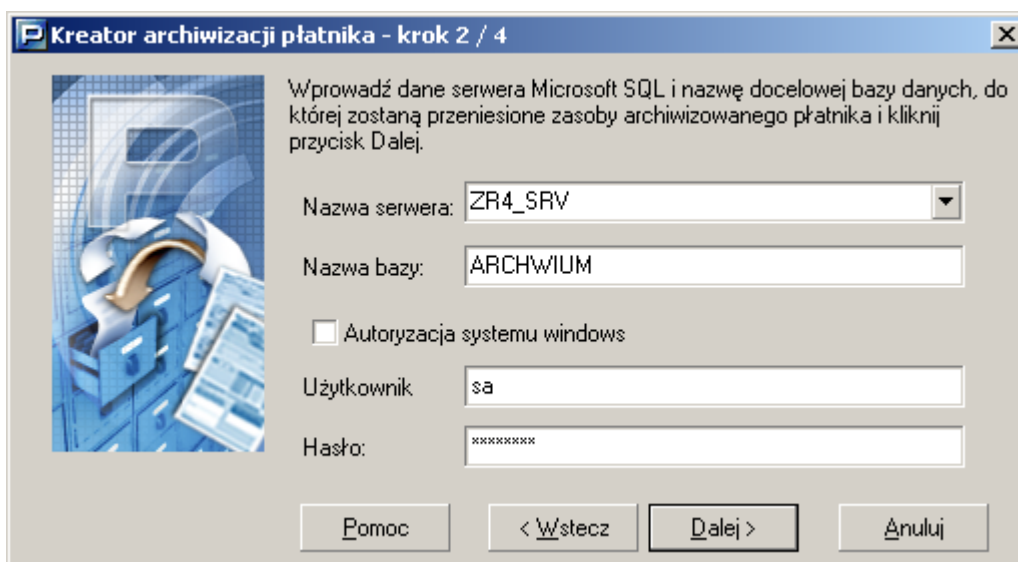 Kreator archiwizacji płatnika - krok 2 / 4
Wprowadź dane serwera Microsoft SQL i nazwę docelowej bazy danych, do
której zostaną przeniesione zasoby archiwizowanego płatnika i kliknij
przycisk Dalej.
Nazwa serwera: ZR4_SRV
Nazwa bazy: ARCHWIUM
Autoryzacja systemu windows
Użytkownik sa
Hasło: ********
Pomoc < Wstecz Dalej > Anuluj